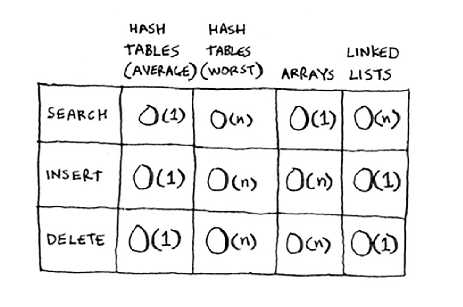 HASH TABLES (AVERAGE)
HASH TABLES (WORST)
ARRAYS
LINKED LISTS
SEARCH O(1) O(n) O(1) O(n)
INSERT O(1) O(n) O(n) O(1)
DELETE O(1) O(n) O(n) O(1)